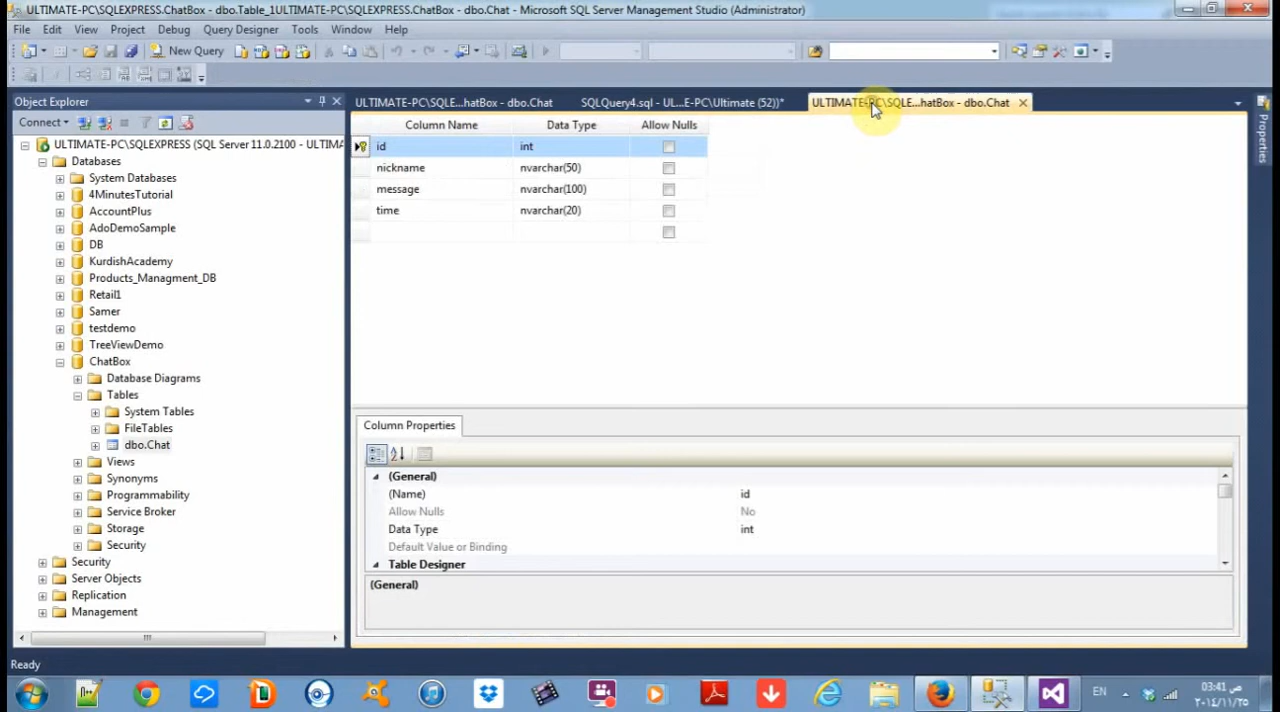 ULTIMATE-PC\SQLEXPRESS.ChatBox - dbo.Table_1ULTIMATE-PC\SQLEXPRESS.ChatBox - dbo.Chat - Microsoft SQL Server Management Studio (Administrator)
File Edit View Project Debug Query Designer Tools Window Help
New Query
Object Explorer
ULTIMATE-PC\SQLE...hatBox - dbo.Chat SQLQuery4.sql - UL...E-PC\Ultimate (52))* ULTIMATE-PC\SQLE...hatBox - dbo.Chat
Connect
Column Name Data Type Allow Nulls
id int
nickname nvarchar(50)
message nvarchar(100)
time nvarchar(20)
ULTIMATE-PC\SQLEXPRESS (SQL Server 11.0.2100 - ULTIMA
Databases
System Databases
4MinutesTutorial
AccountPlus
AdoDemoSample
DB
KurdishAcademy
Products_Managment_DB
Retail1
Samer
testdemo
TreeViewDemo
ChatBox
Database Diagrams
Tables
System Tables
FileTables
dbo.Chat
Views
Synonyms
Programmability
Service Broker
Storage
Security
Security
Server Objects
Replication
Management
Column Properties
(General)
(Name) id
Allow Nulls No
Data Type int
Default Value or Binding
Table Designer
(General)
Properties
Ready
EN
03:41 ص
٢٠١٤/١١/٢٥